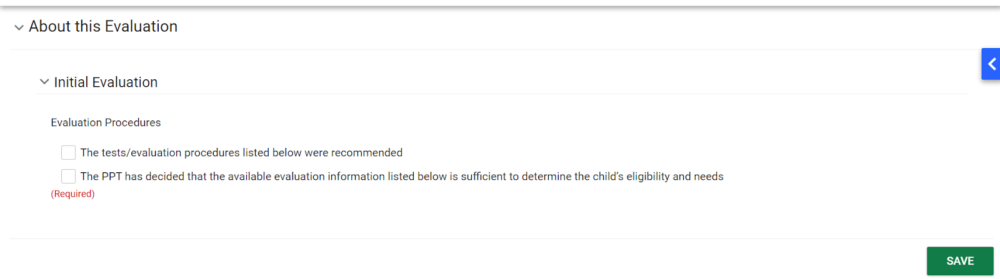 About this Evaluation
Initial Evaluation
Evaluation Procedures
The tests/evaluation procedures listed below were recommended
The PPT has decided that the available evaluation information listed below is sufficient to determine the child’s eligibility and needs
(Required)
SAVE